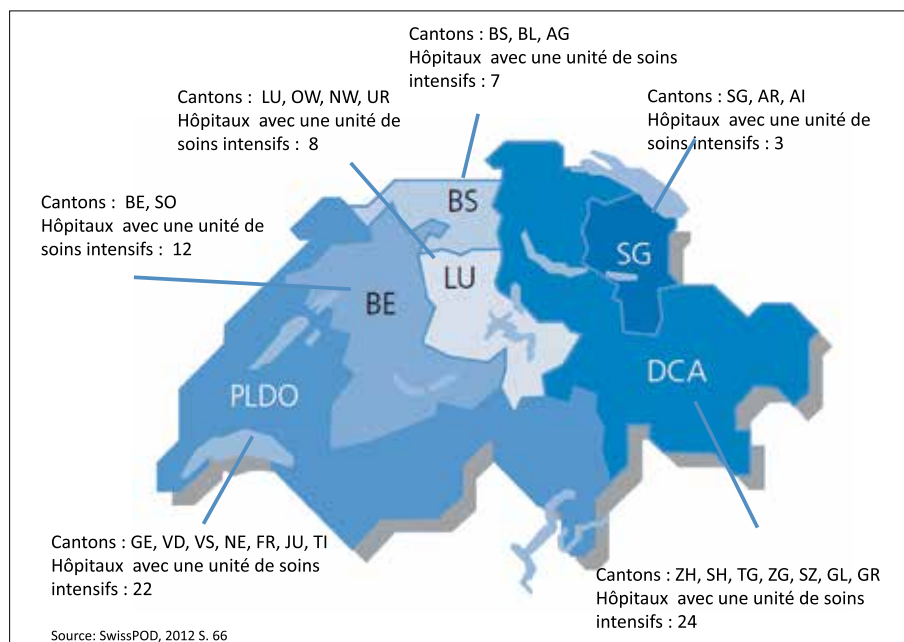 Cantons : BS, BL, AG
Hôpitaux avec une unité de soins
intensifs : 7
Cantons : LU, OW, NW, UR
Hôpitaux avec une unité de
soins intensifs : 8
Cantons : SG, AR, AI
Hôpitaux avec une unité de
soins intensifs : 3
Cantons : BE, SO
Hôpitaux avec une unité de
soins intensifs : 12
BS
SG
LU
BE
DCA
PLDO
Cantons : GE, VD, VS, NE, FR, JU, TI
Hôpitaux avec une unité de soins
intensifs : 22
Cantons : ZH, SH, TG, ZG, SZ, GL, GR
Hôpitaux avec une unité de soins
intensifs : 24
Source: SwissPOD, 2012 S. 66